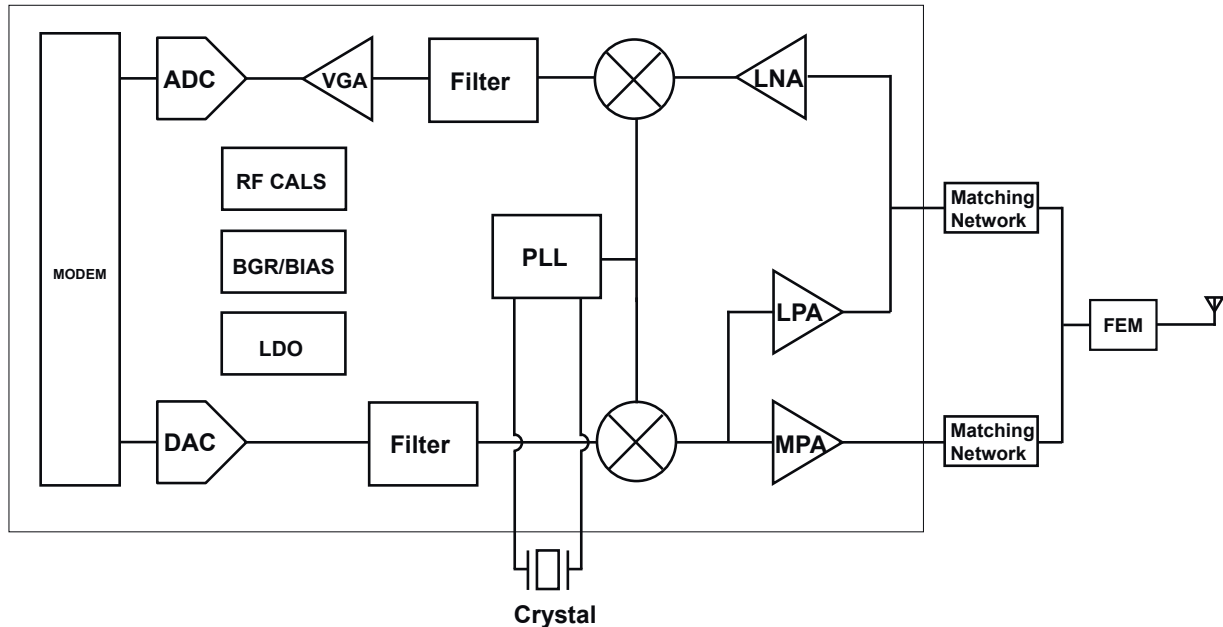 ADC
VGA
Filter
LNA
RF CALS
Matching
Network
PLL
MODEM
BGR/BIAS
LPA
FEM
LDO
DAC
Filter
MPA
Matching
Network
Crystal